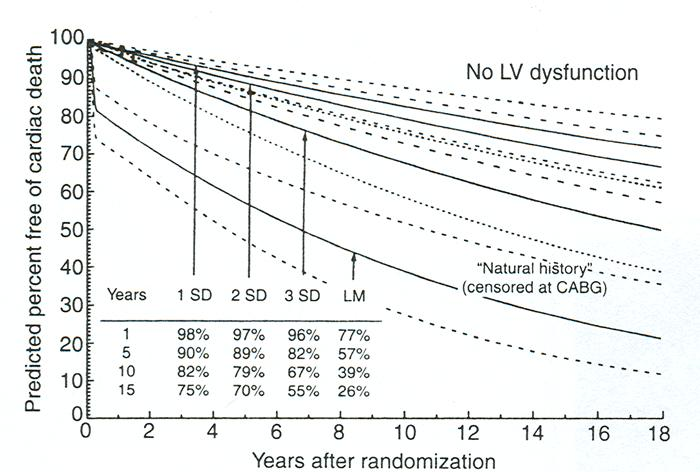 No LV dysfunction
Predicted percent free of cardiac death
100
90
80
70
60
50
40
30
20
10
0
"Natural history"
(censored at CABG)
Years 1 SD 2 SD 3 SD LM
1 98% 97% 96% 77%
5 90% 89% 82% 57%
10 82% 79% 67% 39%
15 75% 70% 55% 26%
0 2 4 6 8 10 12 14 16 18
Years after randomization